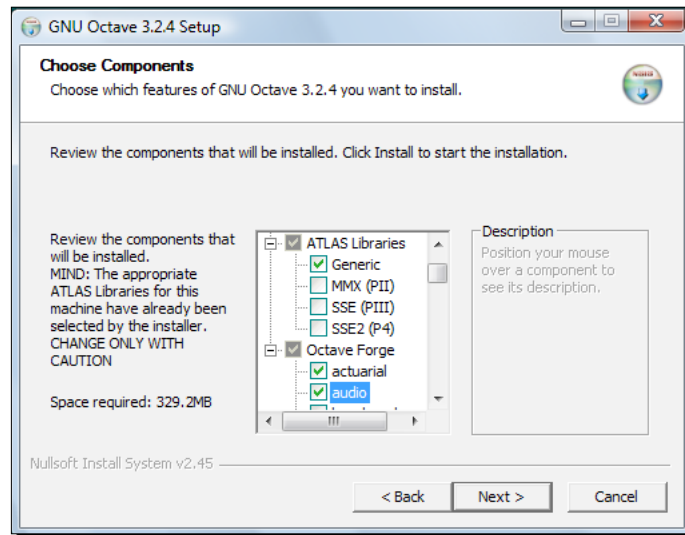 GNU Octave 3.2.4 Setup
Choose Components
Choose which features of GNU Octave 3.2.4 you want to install.
Review the components that will be installed. Click Install to start the installation.
Review the components that
will be installed.
MIND: The appropriate
ATLAS Libraries for this
machine have already been
selected by the installer.
CHANGE ONLY WITH
CAUTION
Space required: 329.2MB
ATLAS Libraries
Generic
MMX (PII)
SSE (PIII)
SSE2 (P4)
Octave Forge
actuarial
audio
Description
Position your mouse
over a component to
see its description.
Nullsoft Install System v2.45
< Back
Next >
Cancel